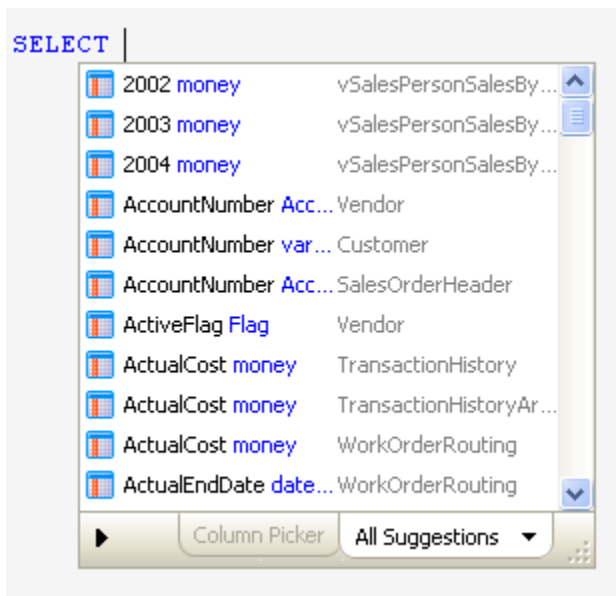 SELECT
2002 money vSalesPersonSalesBy...
2003 money vSalesPersonSalesBy...
2004 money vSalesPersonSalesBy...
AccountNumber Acc... Vendor
AccountNumber var... Customer
AccountNumber Acc... SalesOrderHeader
ActiveFlag Flag Vendor
ActualCost money TransactionHistory
ActualCost money TransactionHistoryAr...
ActualCost money WorkOrderRouting
ActualEndDate date... WorkOrderRouting
Column Picker All Suggestions